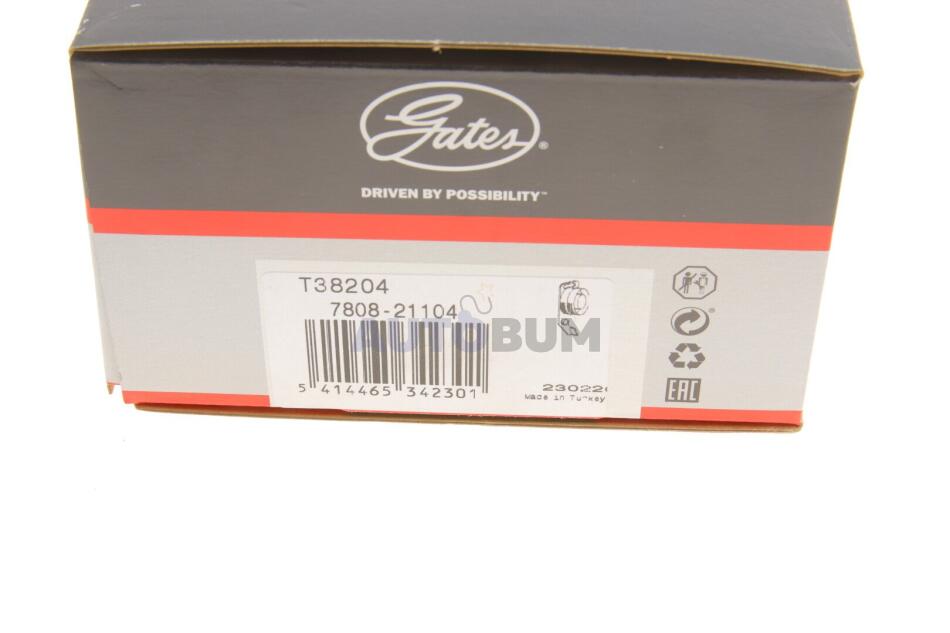 Gates®
DRIVEN BY POSSIBILITY™
T38204
7808-21104
AUTOBUM
5 414465 342301
Made in Turkey
EAC